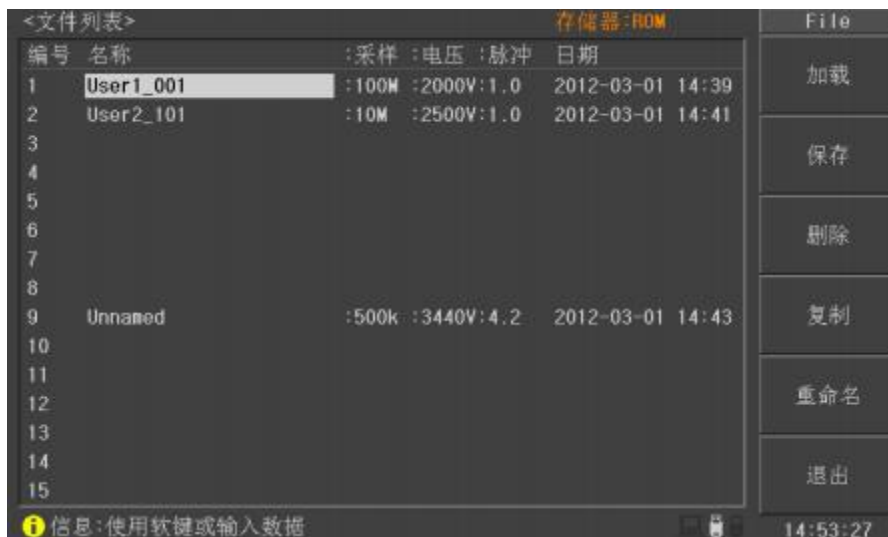 <文件列表> 存储器:ROM File
编号 名称 :采样 :电压 :脉冲 日期
1 User1_001 :100M :2000V:1.0 2012-03-01 14:39
2 User2_101 :10M :2500V:1.0 2012-03-01 14:41
3
4
5
6
7
8
9 Unnamed :500k :3440V:4.2 2012-03-01 14:43
10
11
12
13
14
15
加载
保存
删除
复制
重命名
退出
信息:使用软键或输入数据 14:53:27